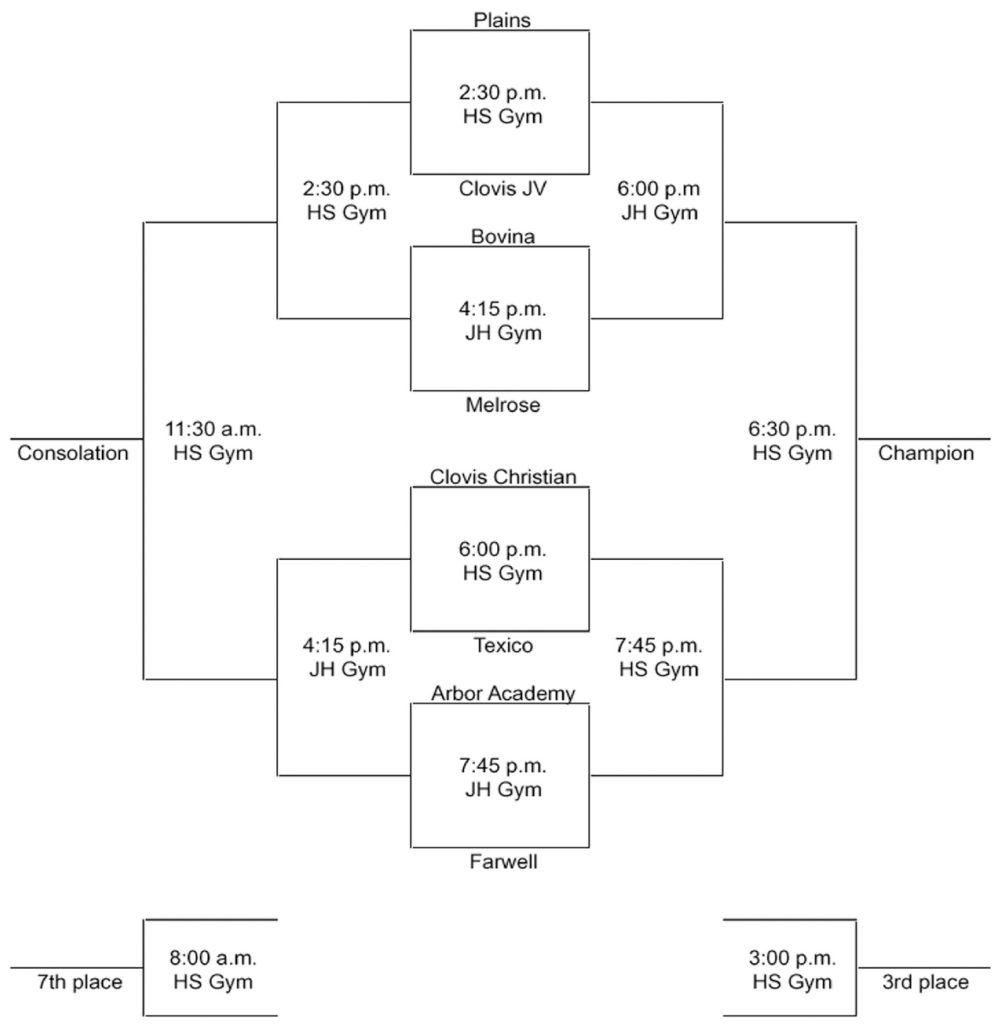 Plains
2:30 p.m.
HS Gym
Clovis JV
2:30 p.m.
HS Gym
6:00 p.m
JH Gym
Bovina
4:15 p.m.
JH Gym
Melrose
11:30 a.m.
HS Gym
Consolation
6:30 p.m.
HS Gym
Champion
Clovis Christian
6:00 p.m.
HS Gym
Texico
4:15 p.m.
JH Gym
7:45 p.m.
HS Gym
Arbor Academy
7:45 p.m.
JH Gym
Farwell
8:00 a.m.
HS Gym
7th place
3:00 p.m.
HS Gym
3rd place